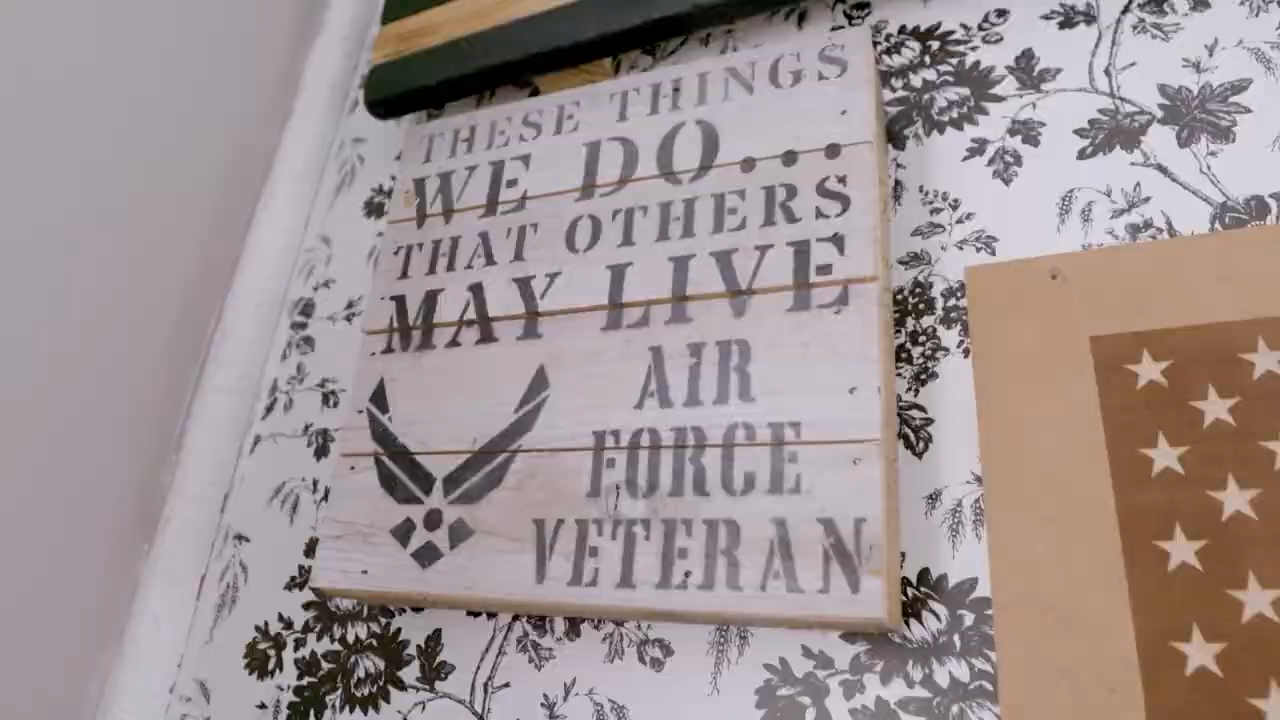 THESE THINGS
WE DO...
THAT OTHERS
MAY LIVE
AIR
FORCE
VETERAN